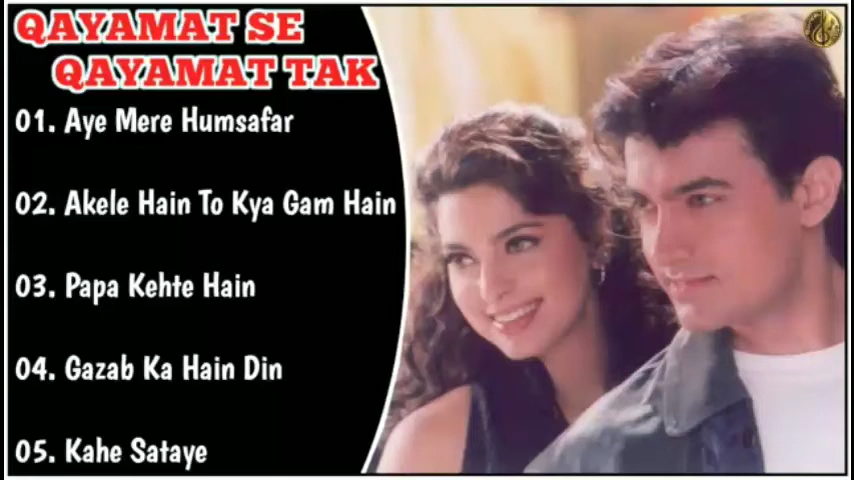 QAYAMAT SE
QAYAMAT TAK
01. Aye Mere Humsafar
02. Akele Hain To Kya Gam Hain
03. Papa Kehte Hain
04. Gazab Ka Hain Din
05. Kahe Sataye